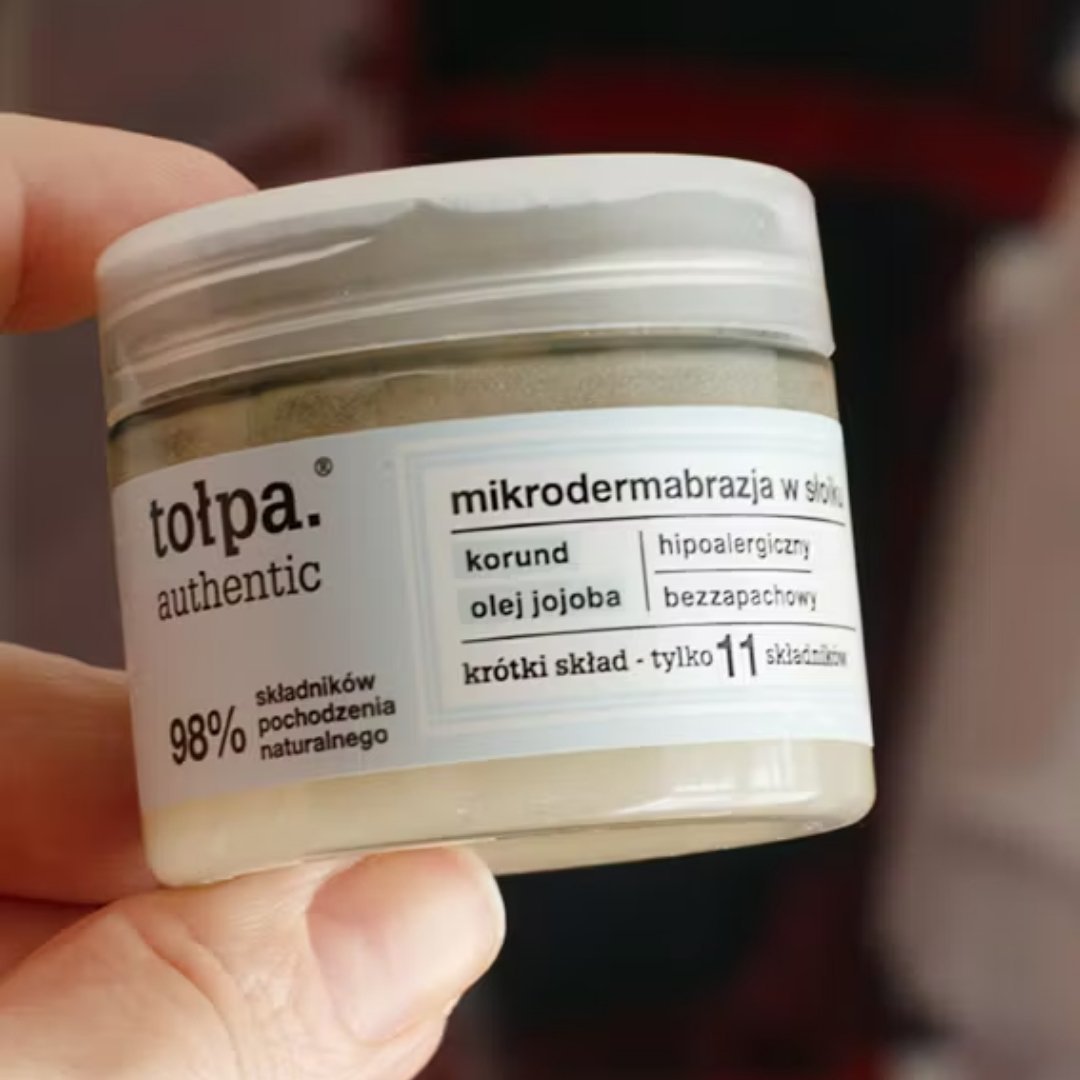 tołpa.®
authentic
98% składników
pochodzenia
naturalnego
mikrodermabrazja w słoiku
korund
olej jojoba
hipoalergiczny
bezzapachowy
krótki skład - tylko 11 składników